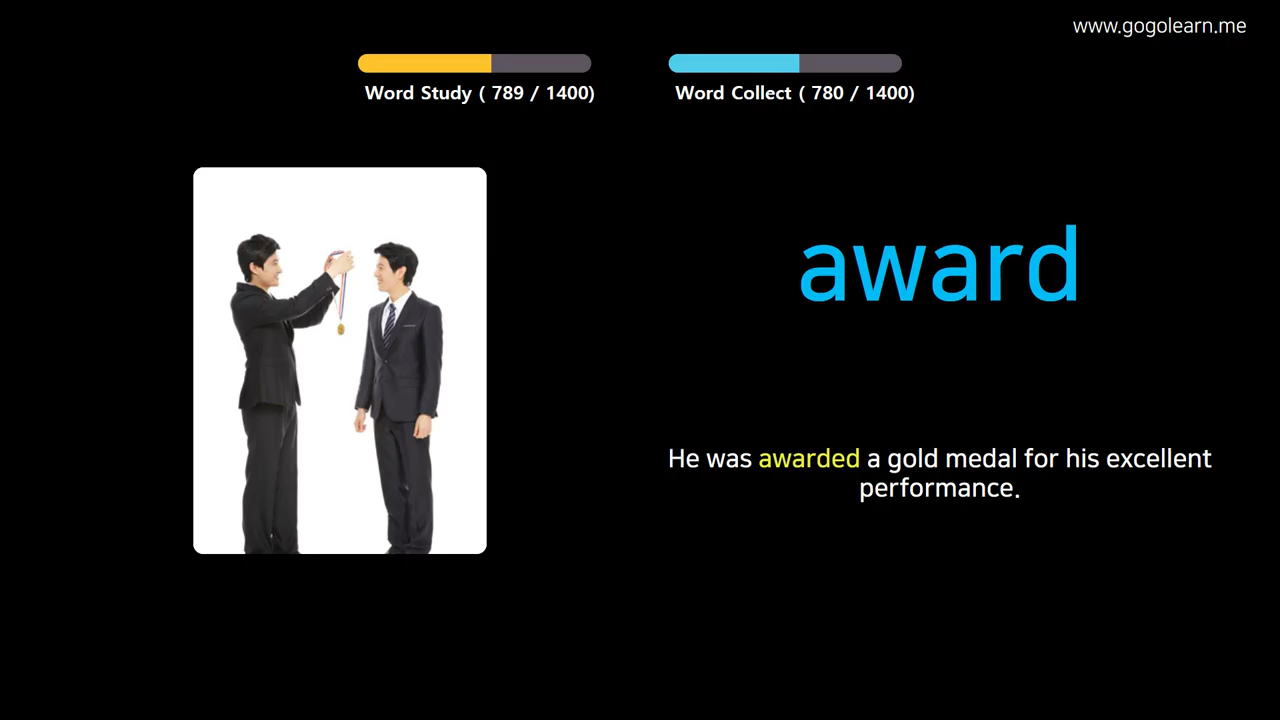 www.gogolearn.me
Word Study ( 789 / 1400)
Word Collect ( 780 / 1400)
award
He was awarded a gold medal for his excellent
performance.